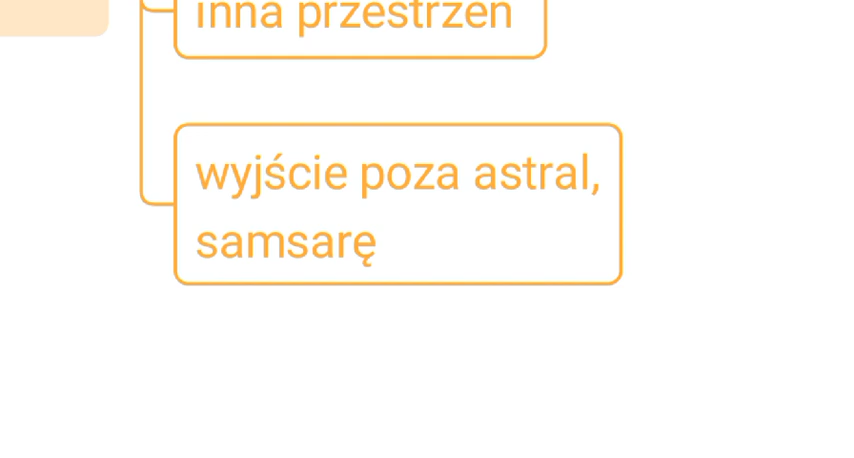 inna przestrzeń
wyjście poza astral,
samsarę